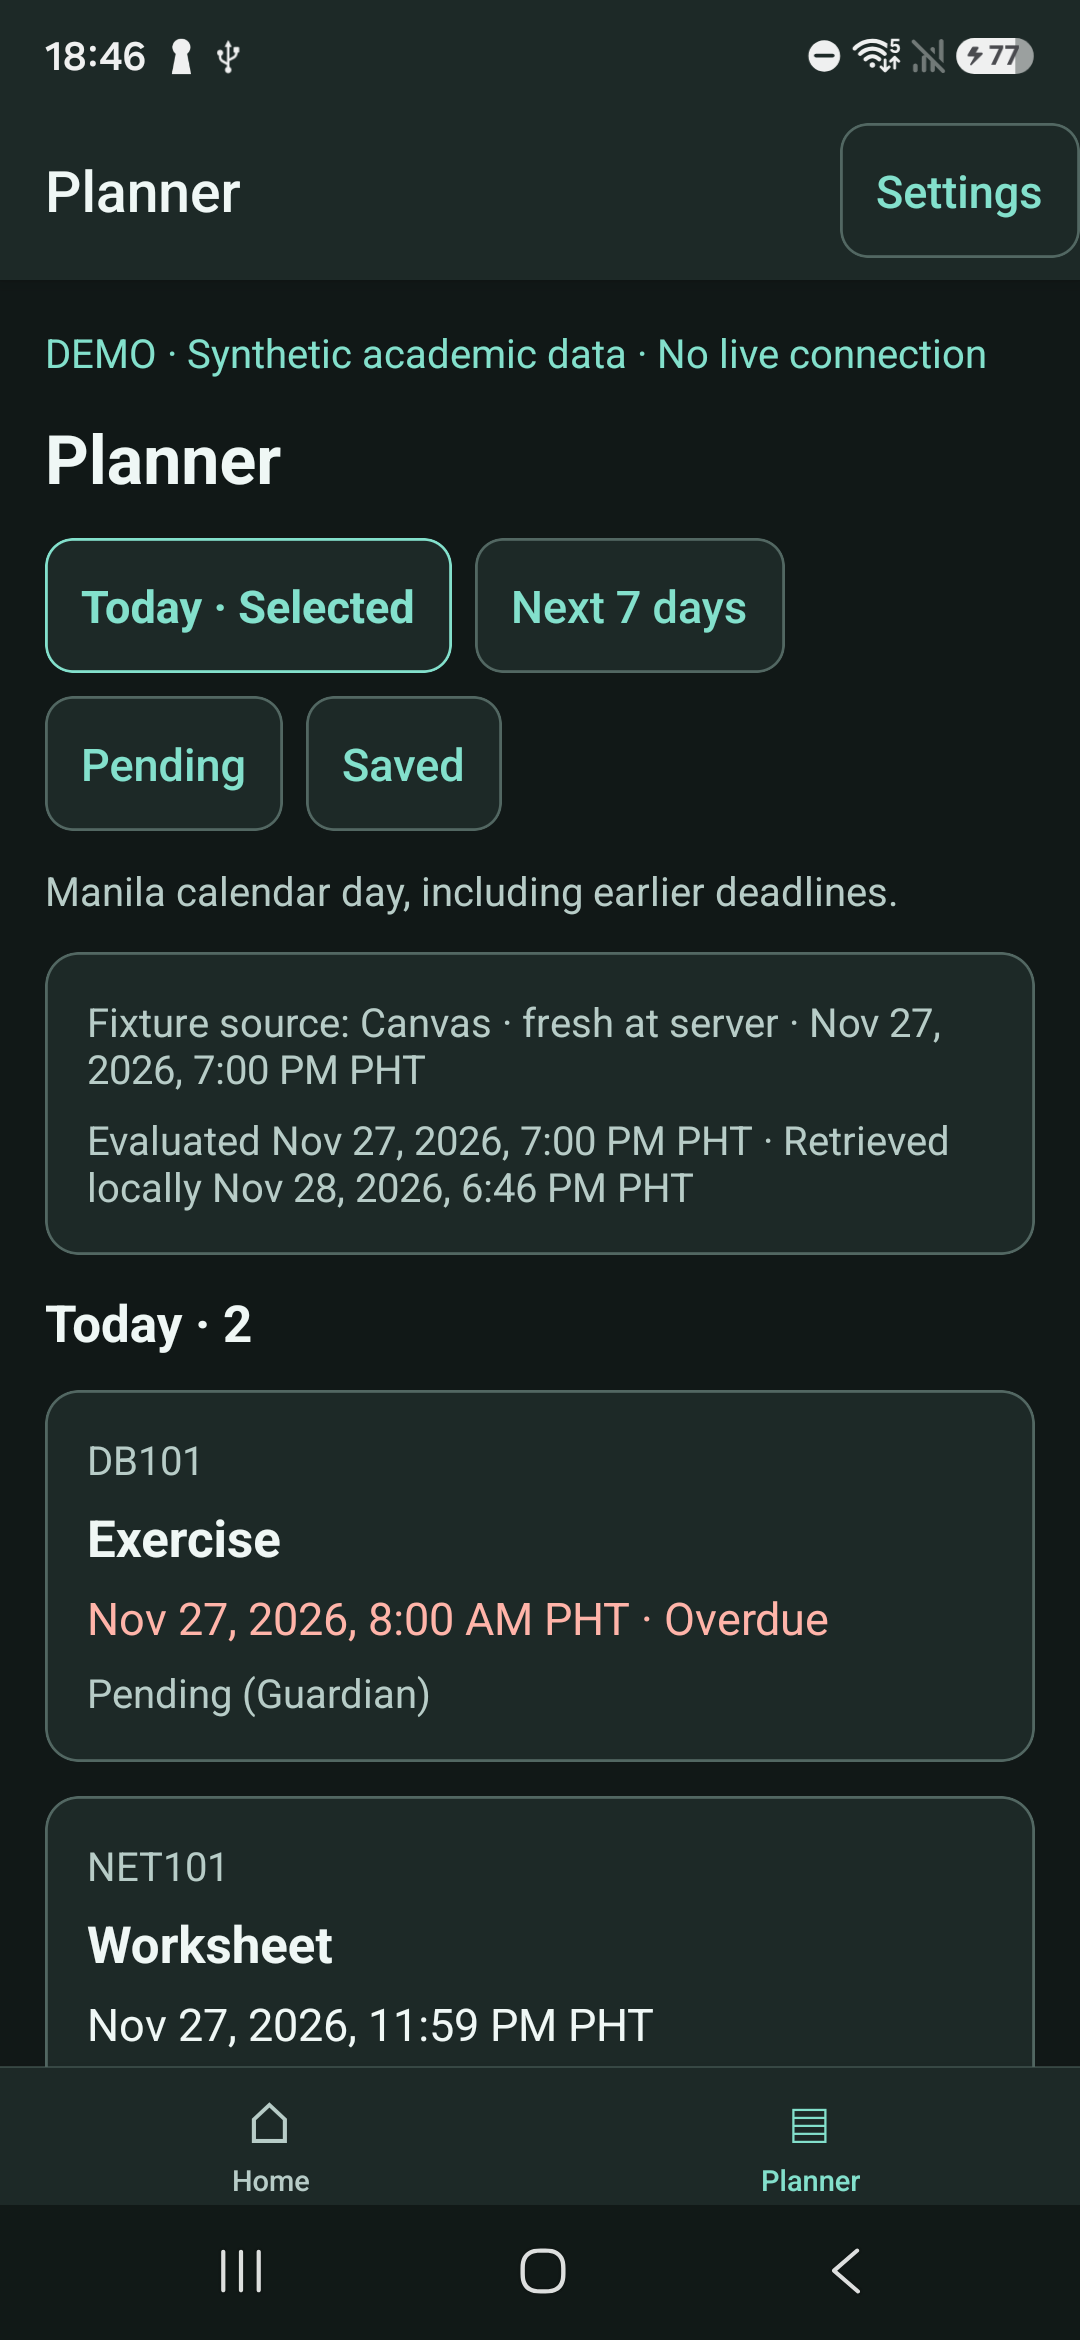 18:46
5
77
Planner
Settings
DEMO · Synthetic academic data · No live connection
Planner
Today · Selected
Next 7 days
Pending
Saved
Manila calendar day, including earlier deadlines.
Fixture source: Canvas · fresh at server · Nov 27,
2026, 7:00 PM PHT
Evaluated Nov 27, 2026, 7:00 PM PHT · Retrieved
locally Nov 28, 2026, 6:46 PM PHT
Today · 2
DB101
Exercise
Nov 27, 2026, 8:00 AM PHT · Overdue
Pending (Guardian)
NET101
Worksheet
Nov 27, 2026, 11:59 PM PHT
Home
Planner